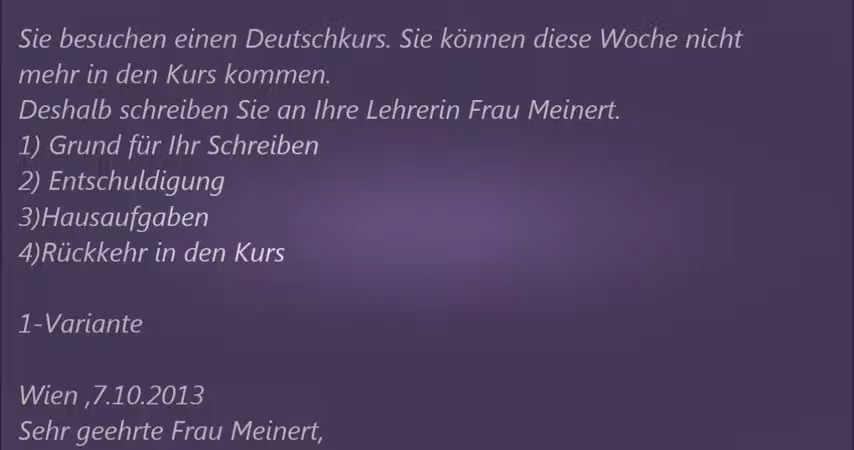 Sie besuchen einen Deutschkurs. Sie können diese Woche nicht
mehr in den Kurs kommen.
Deshalb schreiben Sie an Ihre Lehrerin Frau Meinert.
1) Grund für Ihr Schreiben
2) Entschuldigung
3)Hausaufgaben
4)Rückkehr in den Kurs
1-Variante
Wien ,7.10.2013
Sehr geehrte Frau Meinert,